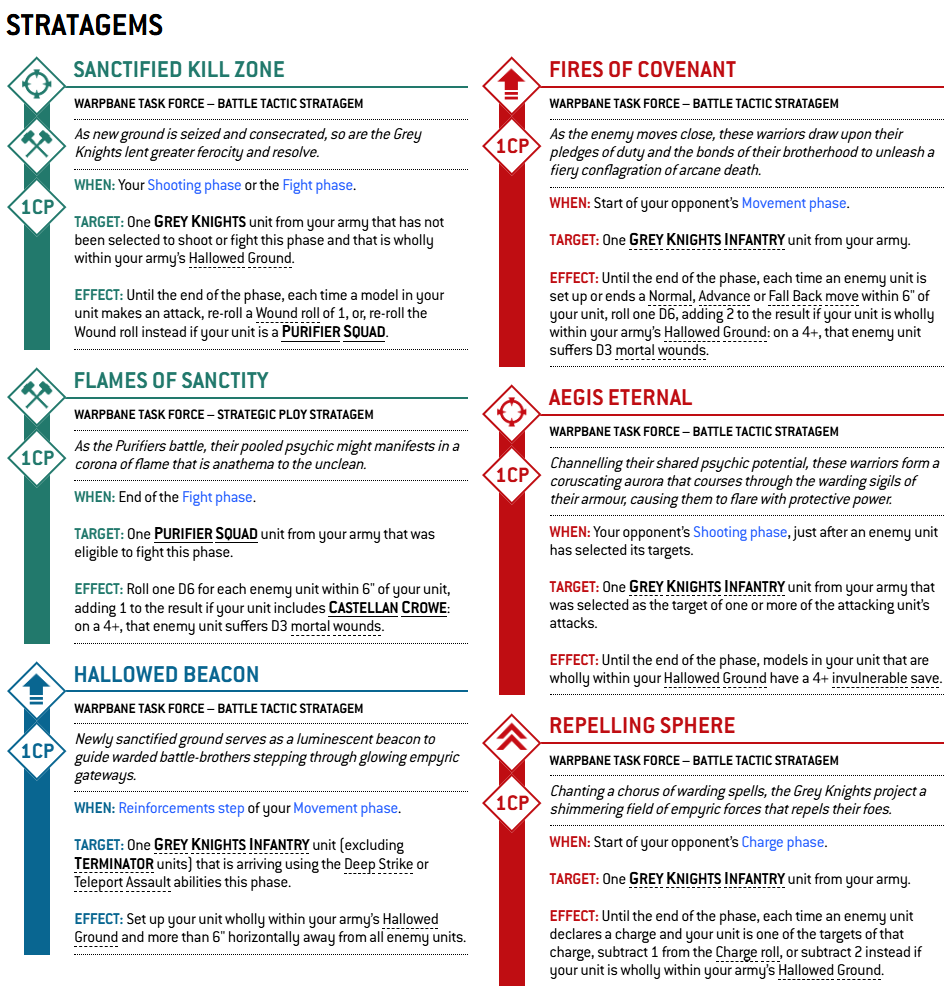 STRATAGEMS
SANCTIFIED KILL ZONE
WARPBANE TASK FORCE – BATTLE TACTIC STRATAGEM
As new ground is seized and consecrated, so are the Grey
Knights lent greater ferocity and resolve.
WHEN: Your Shooting phase or the Fight phase.
1CP
TARGET: One GREY KNIGHTS unit from your army that has not
been selected to shoot or fight this phase and that is wholly
within your army's Hallowed Ground.
EFFECT: Until the end of the phase, each time a model in your
unit makes an attack, re-roll a Wound roll of 1, or, re-roll the
Wound roll instead if your unit is a PURIFIER SQUAD.
FLAMES OF SANCTITY
WARPBANE TASK FORCE – STRATEGIC PLOY STRATAGEM
1CP
As the Purifiers battle, their pooled psychic might manifests in a
corona of flame that is anathema to the unclean.
WHEN: End of the Fight phase.
TARGET: One PURIFIER SQUAD unit from your army that was
eligible to fight this phase.
EFFECT: Roll one D6 for each enemy unit within 6" of your unit,
adding 1 to the result if your unit includes CASTELLAN CROWE:
on a 4+, that enemy unit suffers D3 mortal wounds.
HALLOWED BEACON
WARPBANE TASK FORCE – BATTLE TACTIC STRATAGEM
1CP
Newly sanctified ground serves as a luminescent beacon to
guide warded battle-brothers stepping through glowing empyric
gateways.
WHEN: Reinforcements step of your Movement phase.
TARGET: One GREY KNIGHTS INFANTRY unit (excluding
TERMINATOR units) that is arriving using the Deep Strike or
Teleport Assault abilities this phase.
EFFECT: Set up your unit wholly within your army's Hallowed
Ground and more than 6" horizontally away from all enemy units.
FIRES OF COVENANT
WARPBANE TASK FORCE – BATTLE TACTIC STRATAGEM
1CP
As the enemy moves close, these warriors draw upon their
pledges of duty and the bonds of their brotherhood to unleash a
fiery conflagration of arcane death.
WHEN: Start of your opponent's Movement phase.
TARGET: One GREY KNIGHTS INFANTRY unit from your army.
EFFECT: Until the end of the phase, each time an enemy unit is
set up or ends a Normal, Advance or Fall Back move within 6" of
your unit, roll one D6, adding 2 to the result if your unit is wholly
within your army's Hallowed Ground: on a 4+, that enemy unit
suffers D3 mortal wounds.
AEGIS ETERNAL
WARPBANE TASK FORCE – BATTLE TACTIC STRATAGEM
1CP
Channelling their shared psychic potential, these warriors form a
coruscating aurora that courses through the warding sigils of
their armour, causing them to flare with protective power.
WHEN: Your opponent's Shooting phase, just after an enemy unit
has selected its targets.
TARGET: One GREY KNIGHTS INFANTRY unit from your army that
was selected as the target of one or more of the attacking unit's
attacks.
EFFECT: Until the end of the phase, models in your unit that are
wholly within your Hallowed Ground have a 4+ invulnerable save.
REPELLING SPHERE
WARPBANE TASK FORCE – BATTLE TACTIC STRATAGEM
1CP
Chanting a chorus of warding spells, the Grey Knights project a
shimmering field of empyric forces that repels their foes.
WHEN: Start of your opponent's Charge phase.
TARGET: One GREY KNIGHTS INFANTRY unit from your army.
EFFECT: Until the end of the phase, each time an enemy unit
declares a charge and your unit is one of the targets of that
charge, subtract 1 from the Charge roll, or subtract 2 instead if
your unit is wholly within your army's Hallowed Ground.